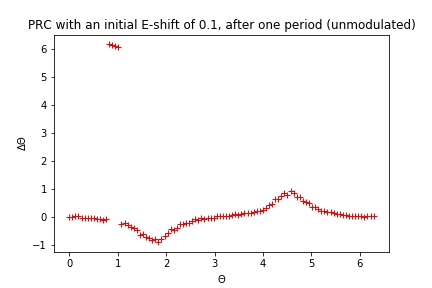 PRC with an initial E-shift of 0.1, after one period (unmodulated)
6
5
4
3
2
1
0
−1
ΔΘ
0 1 2 3 4 5 6
Θ